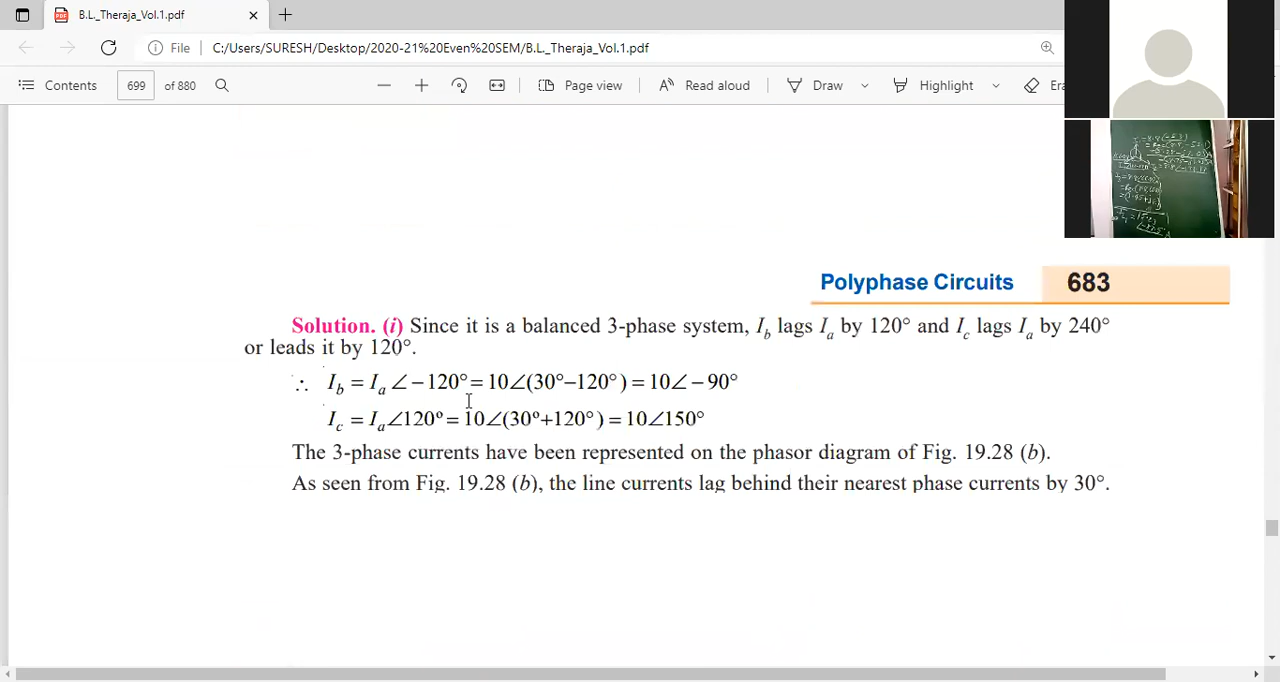 B.L._Theraja_Vol.1.pdf
File C:/Users/SURESH/Desktop/2020-21%20Even%20SEM/B.L._Theraja_Vol.1.pdf
Contents 699 of 880 Page view Read aloud Draw Highlight Era
Polyphase Circuits 683
Solution. (i) Since it is a balanced 3-phase system, I_b lags I_a by 120° and I_c lags I_a by 240°
or leads it by 120°.
∴ I_b = I_a ∠−120° = 10∠(30°−120°) = 10∠−90°
I_c = I_a∠120° = 10∠(30°+120°) = 10∠150°
The 3-phase currents have been represented on the phasor diagram of Fig. 19.28 (b).
As seen from Fig. 19.28 (b), the line currents lag behind their nearest phase currents by 30°.